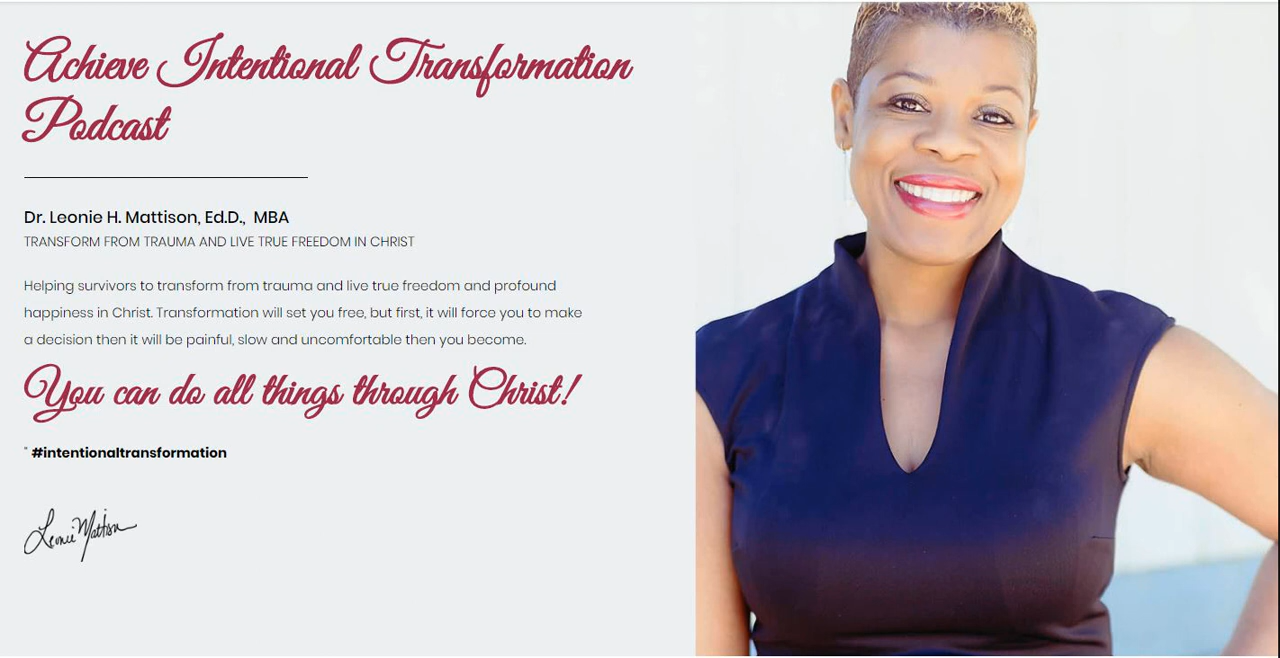 Achieve Intentional Transformation
Podcast
Dr. Leonie H. Mattison, Ed.D.,  MBA
TRANSFORM FROM TRAUMA AND LIVE TRUE FREEDOM IN CHRIST
Helping survivors to transform from trauma and live true freedom and profound
happiness in Christ. Transformation will set you free, but first, it will force you to make
a decision then it will be painful, slow and uncomfortable then you become.
You can do all things through Christ!
" #intentionaltransformation
Leonie Mattison